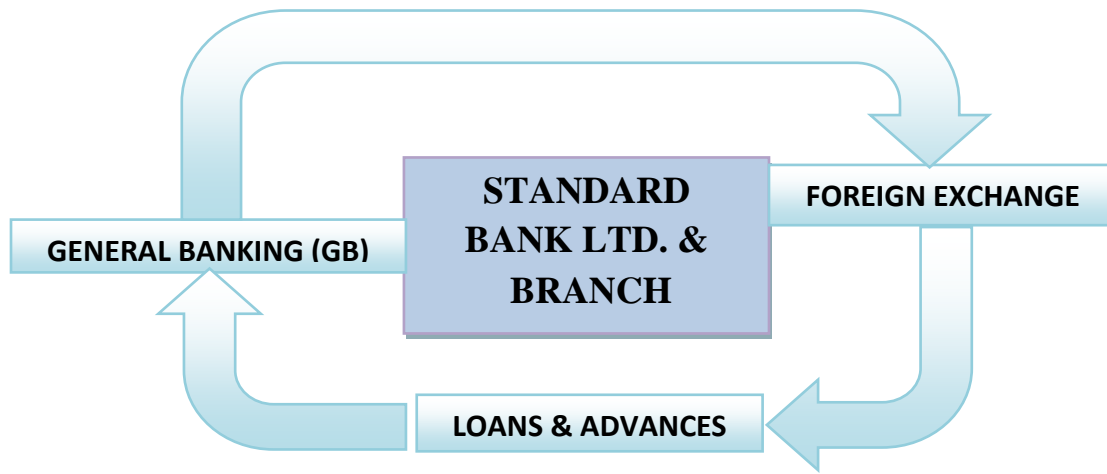 STANDARD
BANK LTD. &
BRANCH
FOREIGN EXCHANGE
GENERAL BANKING (GB)
LOANS & ADVANCES